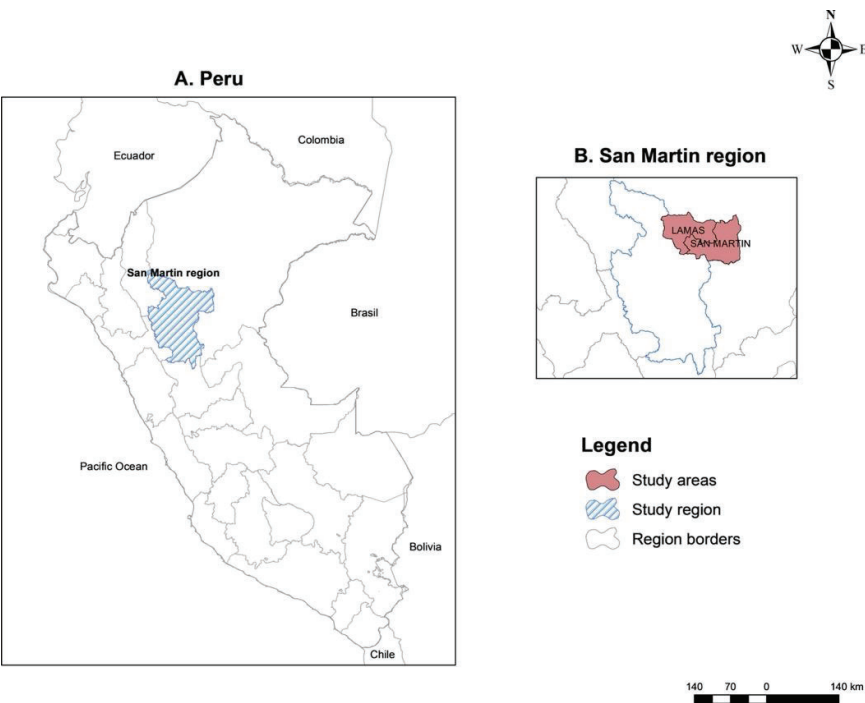 N
W E
S
A. Peru
Colombia
Ecuador
San Martin region
Brasil
Pacific Ocean
Bolivia
Chile
B. San Martin region
LAMAS
SAN MARTIN
Legend
Study areas
Study region
Region borders
140 70 0 140 km